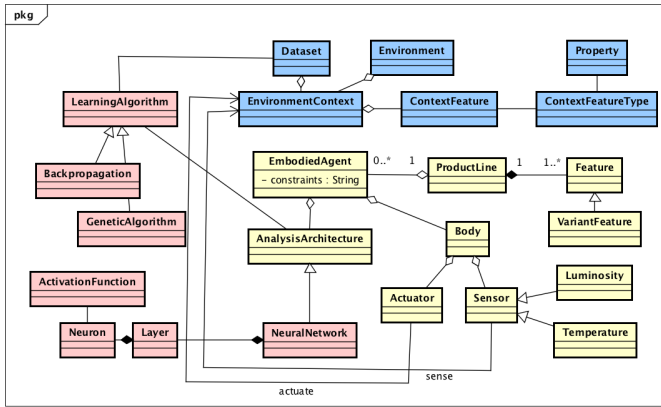 pkg
Dataset
Environment
Property
LearningAlgorithm
EnvironmentContext
ContextFeature
ContextFeatureType
EmbodiedAgent
- constraints : String
0..*
1
ProductLine
1
1..*
Feature
Backpropagation
GeneticAlgorithm
VariantFeature
AnalysisArchitecture
Body
ActivationFunction
Actuator
Sensor
Luminosity
Neuron
Layer
NeuralNetwork
Temperature
sense
actuate